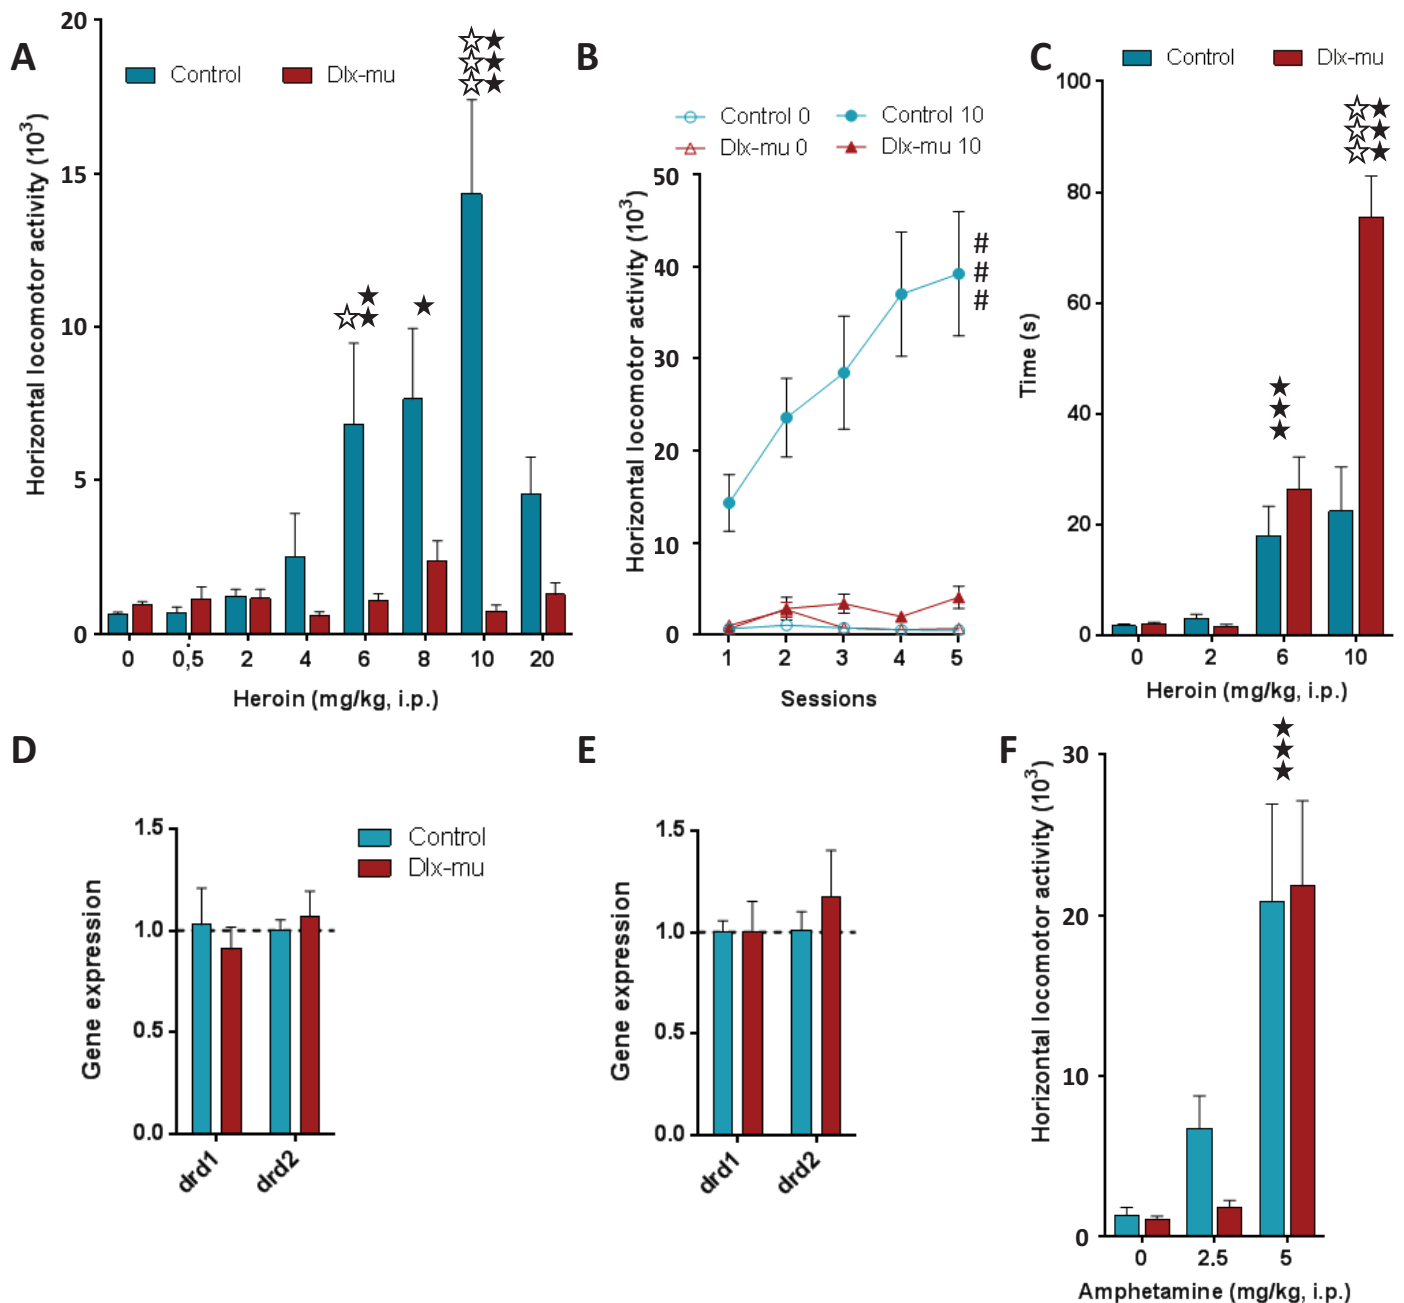 A
Control
Dlx-mu
Horizontal locomotor activity (10³)
20
15
10
5
0
0
0,5
2
4
6
8
10
20
Heroin (mg/kg, i.p.)
B
Control 0
Control 10
Dlx-mu 0
Dlx-mu 10
Horizontal locomotor activity (10³)
50
40
30
20
10
0
#
#
#
1
2
3
4
5
Sessions
C
Control
Dlx-mu
Time (s)
100
80
60
40
20
0
0
2
6
10
Heroin (mg/kg, i.p.)
D
Control
Dlx-mu
Gene expression
1.5
1.0
0.5
0.0
drd1
drd2
E
Gene expression
1.5
1.0
0.5
0.0
drd1
drd2
F
Horizontal locomotor activity (10³)
30
20
10
0
0
2.5
5
Amphetamine (mg/kg, i.p.)